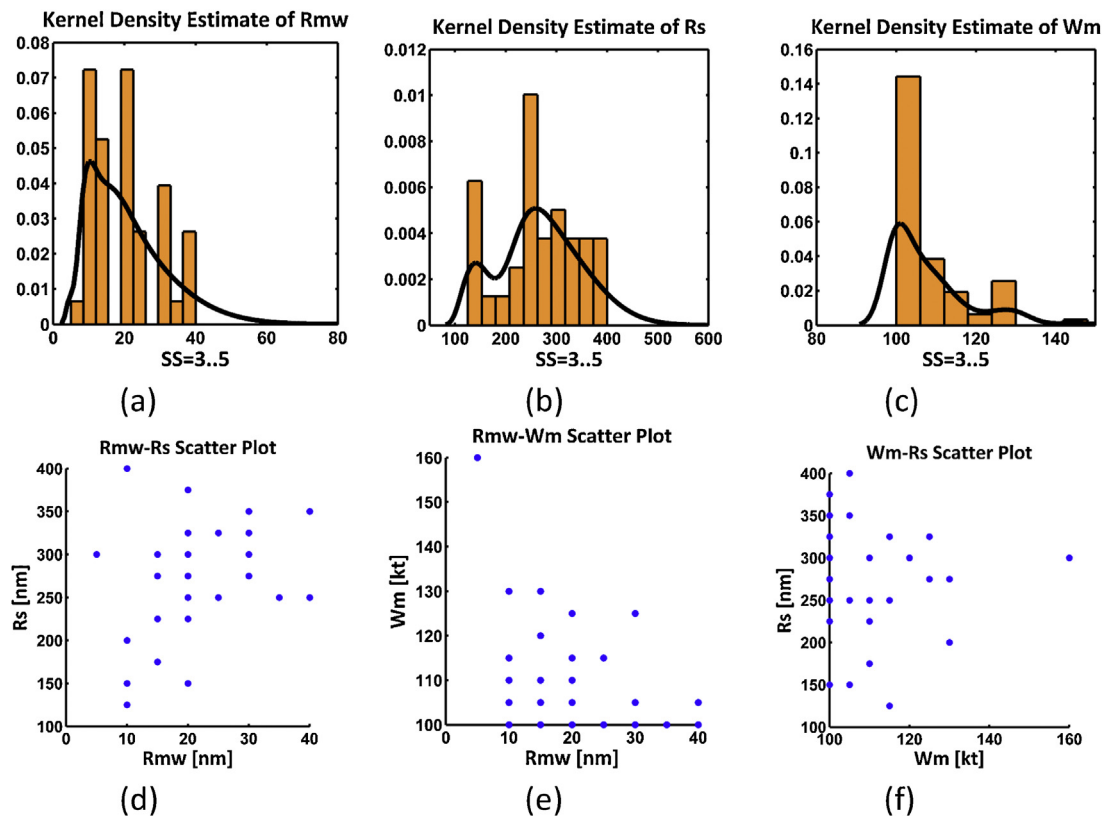 Kernel Density Estimate of Rmw
0.08
0.07
0.06
0.05
0.04
0.03
0.02
0.01
0
0 20 40 60 80
SS=3..5
(a)
Kernel Density Estimate of Rs
0.012
0.01
0.008
0.006
0.004
0.002
0
100 200 300 400 500 600
SS=3..5
(b)
Kernel Density Estimate of Wm
0.16
0.14
0.12
0.1
0.08
0.06
0.04
0.02
0
80 100 120 140
SS=3..5
(c)
Rmw-Rs Scatter Plot
Rs [nm]
400
350
300
250
200
150
100
0 10 20 30 40
Rmw [nm]
(d)
Rmw-Wm Scatter Plot
Wm [kt]
160
150
140
130
120
110
100
0 10 20 30 40
Rmw [nm]
(e)
Wm-Rs Scatter Plot
Rs [nm]
400
350
300
250
200
150
100
100 120 140 160
Wm [kt]
(f)